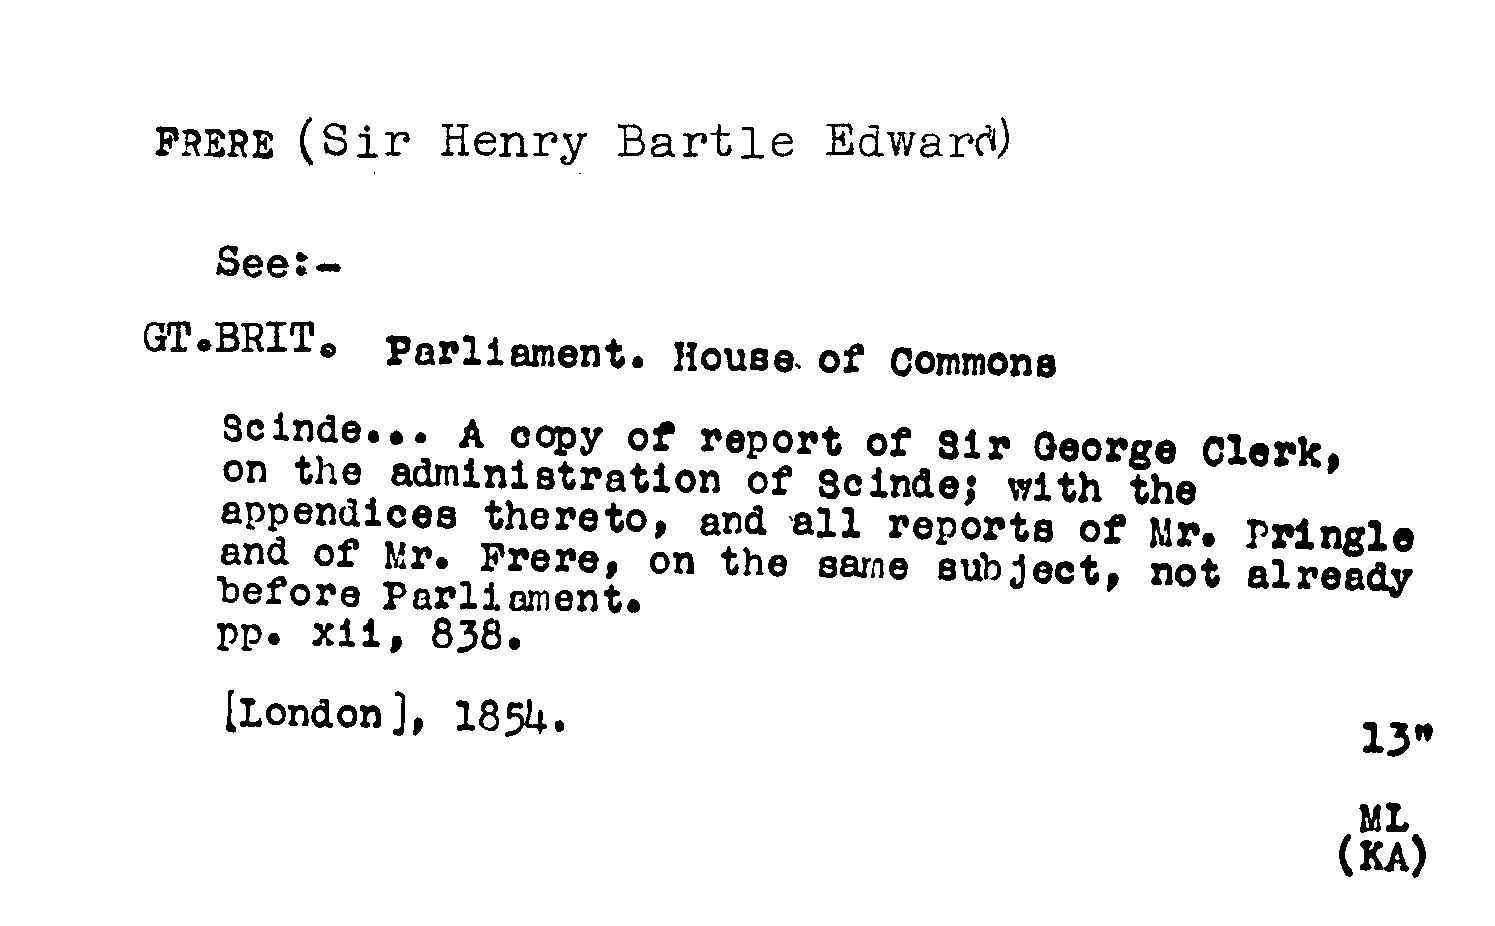 FRERE (Sir Henry Bartle Edward)
See:-
GT.BRIT. Parliament. House of Commons
Scinde... A copy of report of Sir George Clerk,
on the administration of Scinde; with the
appendices thereto, and all reports of Mr. Pringle
and of Mr. Frere, on the same subject, not already
before Parliament.
pp. xii, 838.
[London], 1854.
13"
ML
(KA)